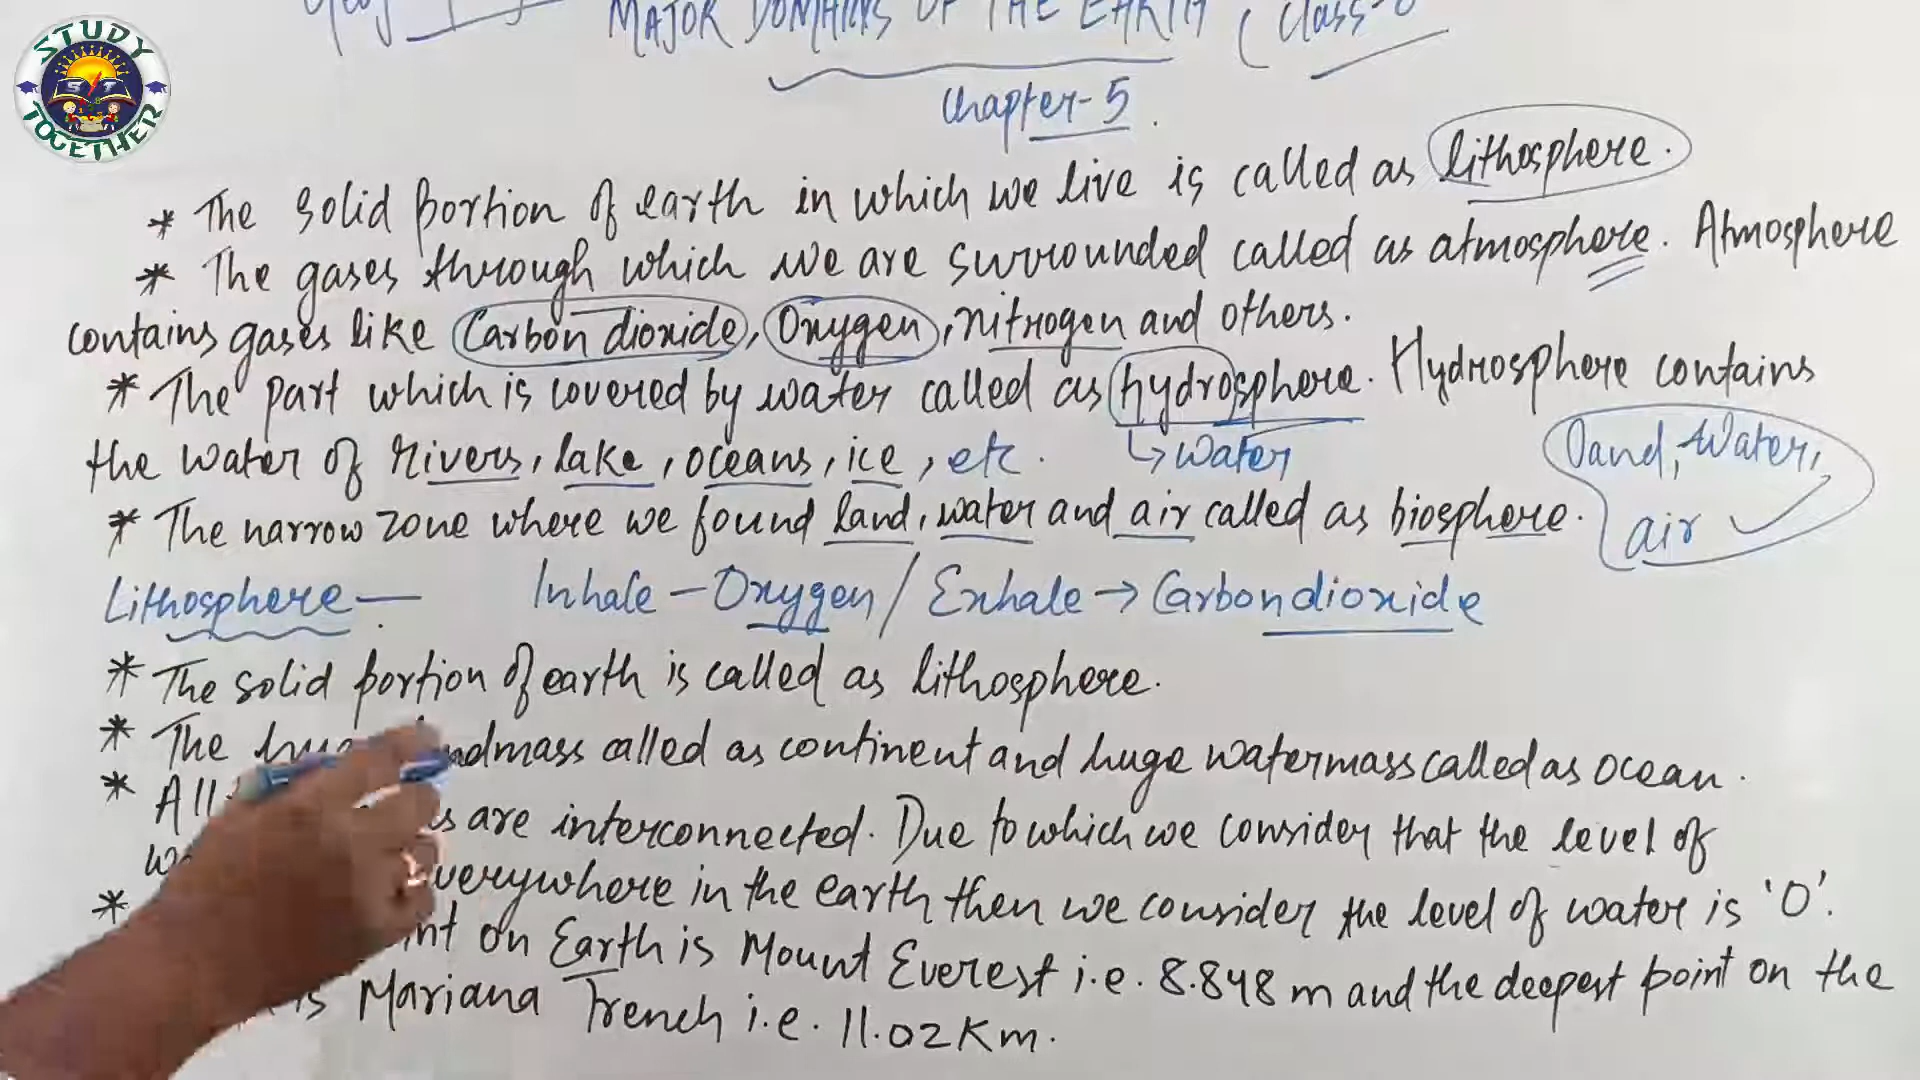 STUDY
TOGETHER
S T
MAJOR DOMAINS OF THE EARTH (Class-6
Chapter-5.
* The solid portion of earth in which we live is called as lithosphere.
* The gases through which we are surrounded called as atmosphere. Atmosphere
contains gases like Carbon dioxide, Oxygen, nitrogen and others.
* The part which is covered by water called as hydrosphere. Hydrosphere contains
the water of rivers, lake, oceans, ice, etc. ↳ Water
Land, Water,
air
* The narrow zone where we found land, water and air called as biosphere.
Lithosphere — Inhale - Oxygen / Exhale → Carbondioxide
* The solid portion of earth is called as lithosphere.
* The landmass called as continent and huge watermass called as ocean.
* All are interconnected. Due to which we consider that the level of
everywhere in the earth then we consider the level of water is 'O'.
* on Earth is Mount Everest i.e. 8.848 m and the deepest point on the
is Mariana Trench i.e. 11.02 Km.